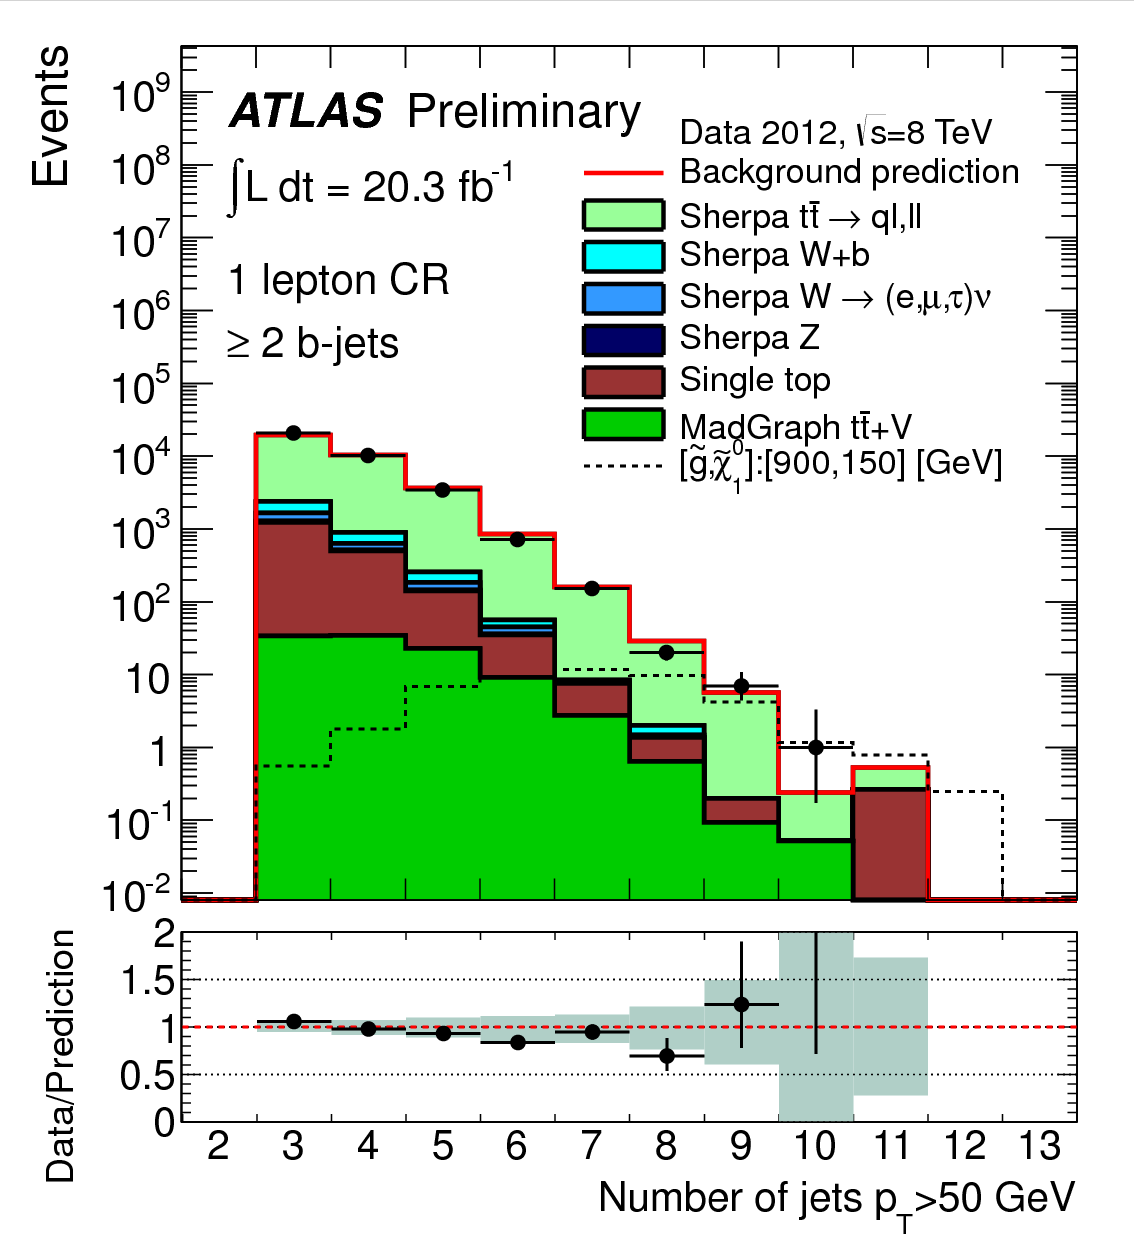 Events
10⁹
10⁸
10⁷
10⁶
10⁵
10⁴
10³
10²
10
1
10⁻¹
10⁻²
ATLAS Preliminary
∫L dt = 20.3 fb⁻¹
1 lepton CR
≥ 2 b-jets
Data 2012, √s=8 TeV
Background prediction
Sherpa tt̄ → ql,ll
Sherpa W+b
Sherpa W → (e,μ,τ)ν
Sherpa Z
Single top
MadGraph tt̄+V
[g̃,χ̃⁰₁]:[900,150] [GeV]
Data/Prediction
2
1.5
1
0.5
0
2 3 4 5 6 7 8 9 10 11 12 13
Number of jets p_T>50 GeV